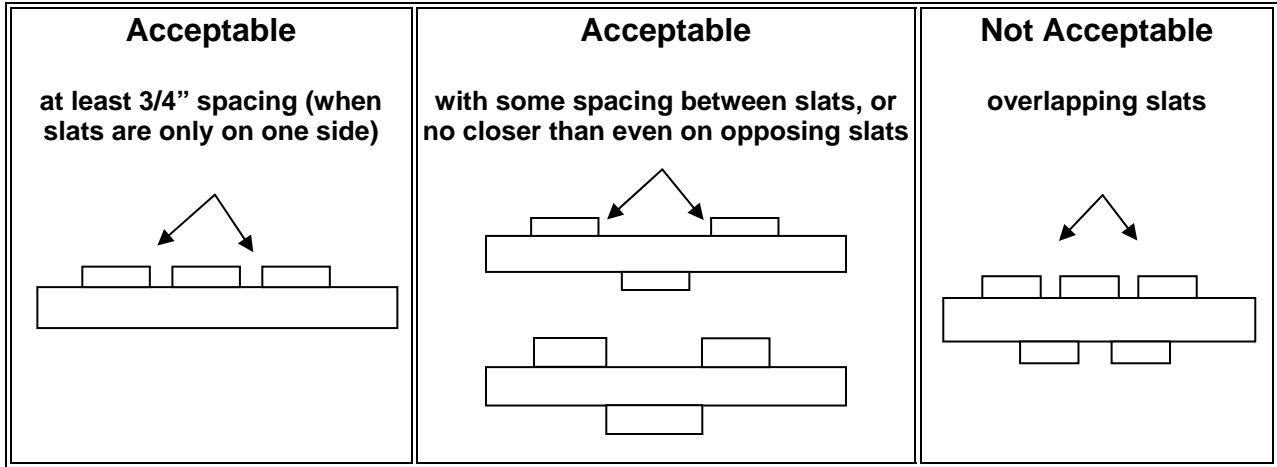 Acceptable
at least 3/4” spacing (when
slats are only on one side)
Acceptable
with some spacing between slats, or
no closer than even on opposing slats
Not Acceptable
overlapping slats